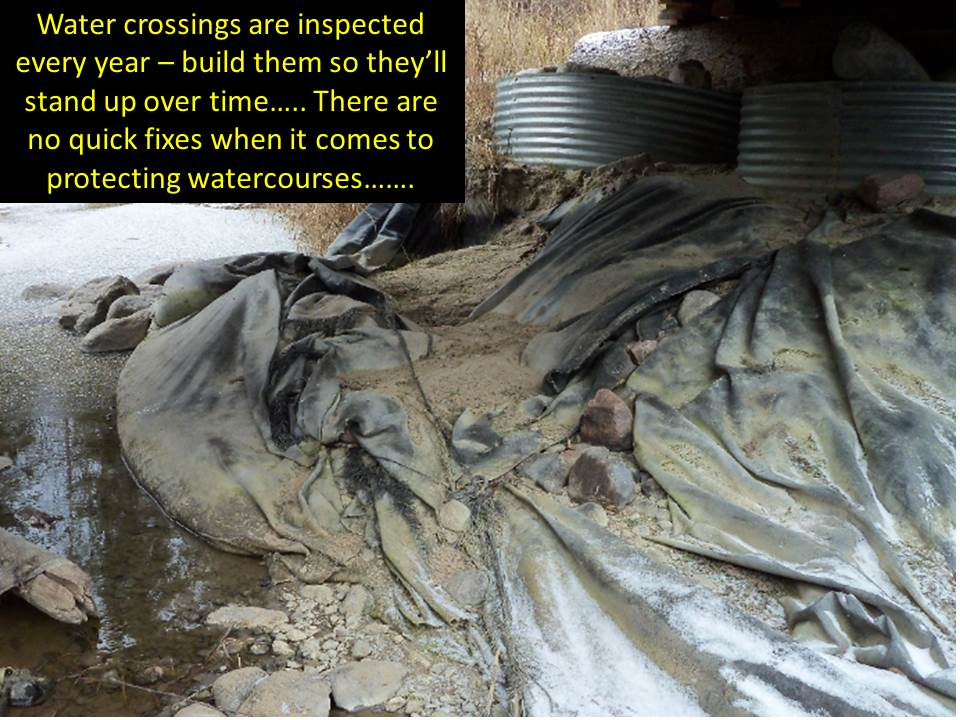 Water crossings are inspected
every year – build them so they’ll
stand up over time….. There are
no quick fixes when it comes to
protecting watercourses…….